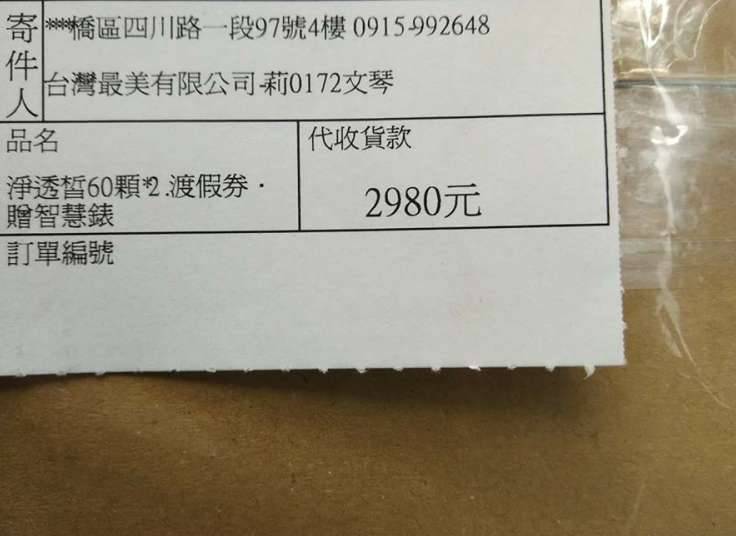 寄件人
****橋區四川路一段97號4樓 0915-992648
台灣最美有限公司-莉0172文琴
品名
代收貨款
淨透皙60顆*2.渡假券·
贈智慧錶
2980元
訂單編號